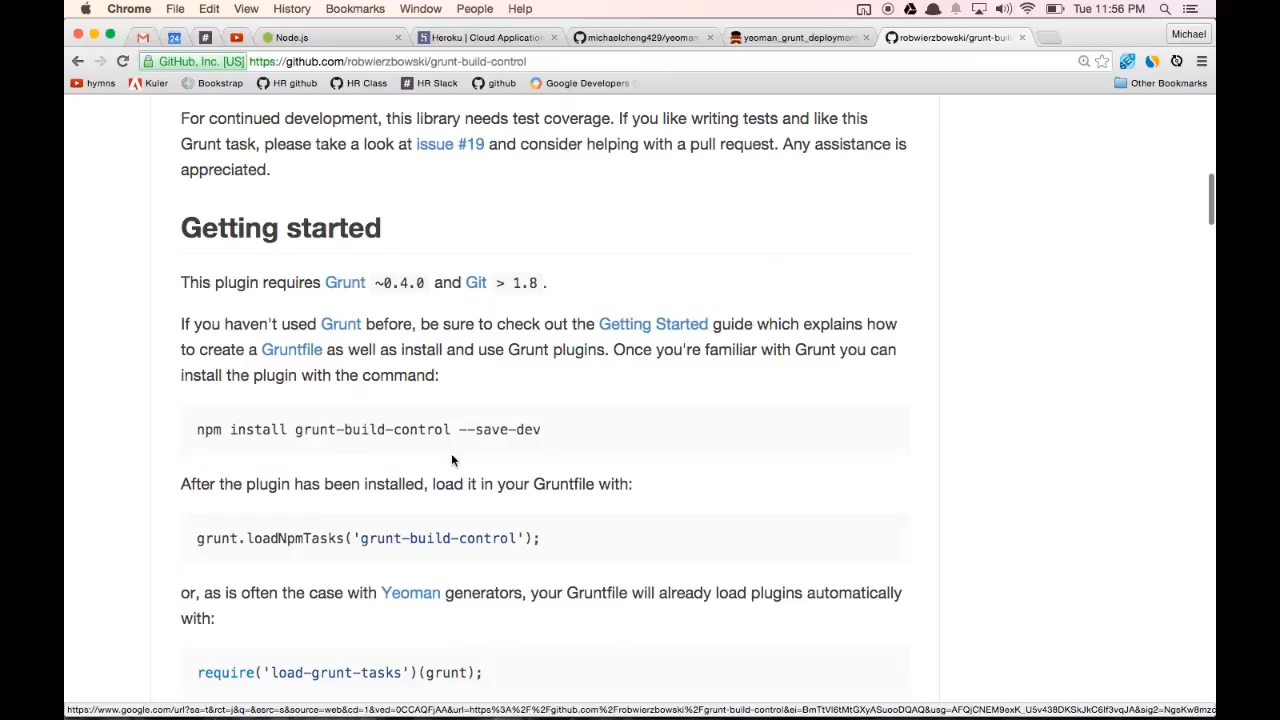 Chrome File Edit View History Bookmarks Window People Help Tue 11:56 PM
24 # Node.js × Heroku | Cloud Application × michaelcheng429/yeoman × yeoman_grunt_deployment × robwierzbowski/grunt-buil × Michael
GitHub, Inc. [US] https://github.com/robwierzbowski/grunt-build-control
hymns Kuler Bootstrap HR github HR Class HR Slack github Google Developers Other Bookmarks
For continued development, this library needs test coverage. If you like writing tests and like this
Grunt task, please take a look at issue #19 and consider helping with a pull request. Any assistance is
appreciated.
Getting started
This plugin requires Grunt ~0.4.0 and Git > 1.8 .
If you haven't used Grunt before, be sure to check out the Getting Started guide which explains how
to create a Gruntfile as well as install and use Grunt plugins. Once you're familiar with Grunt you can
install the plugin with the command:
npm install grunt-build-control --save-dev
After the plugin has been installed, load it in your Gruntfile with:
grunt.loadNpmTasks('grunt-build-control');
or, as is often the case with Yeoman generators, your Gruntfile will already load plugins automatically
with:
require('load-grunt-tasks')(grunt);